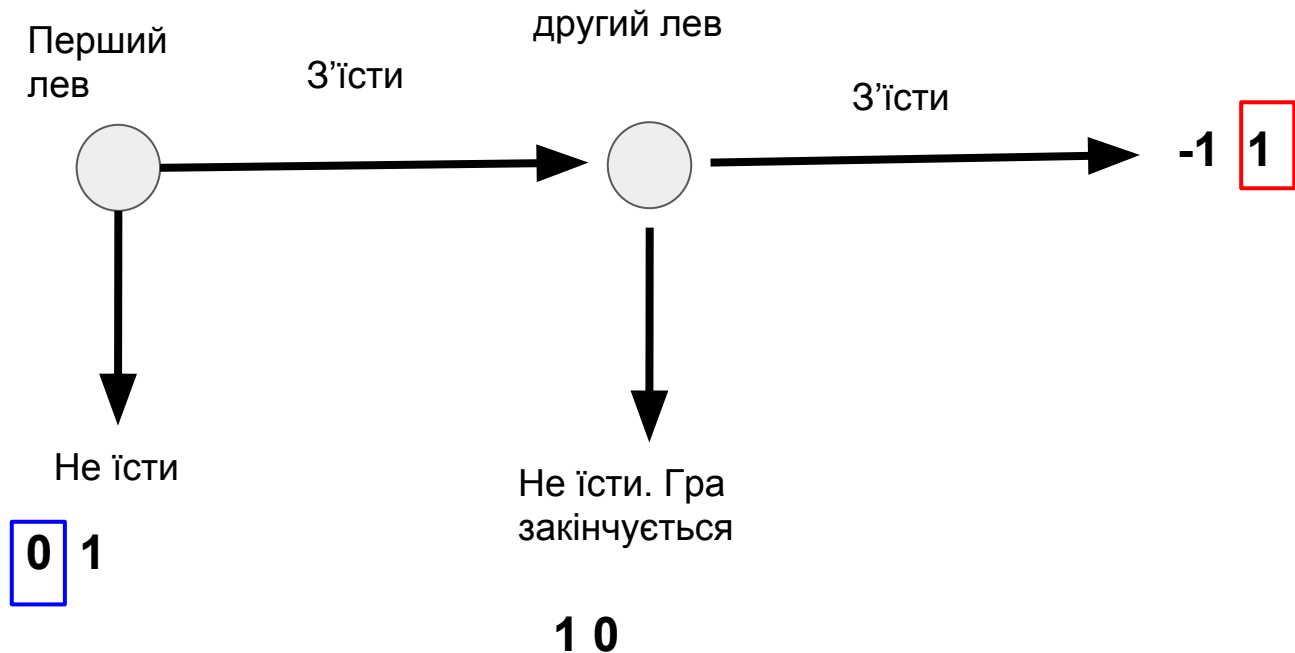 Перший
лев
З’їсти
другий лев
З’їсти
-1 1
Не їсти
0 1
Не їсти. Гра
закінчується
1 0